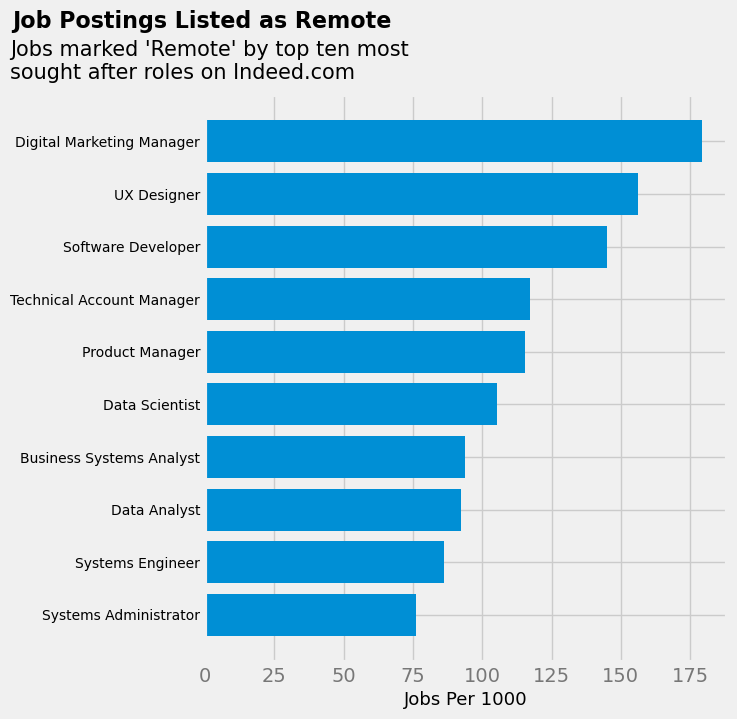 Job Postings Listed as Remote
Jobs marked 'Remote' by top ten most
sought after roles on Indeed.com
Digital Marketing Manager
UX Designer
Software Developer
Technical Account Manager
Product Manager
Data Scientist
Business Systems Analyst
Data Analyst
Systems Engineer
Systems Administrator
0 25 50 75 100 125 150 175
Jobs Per 1000